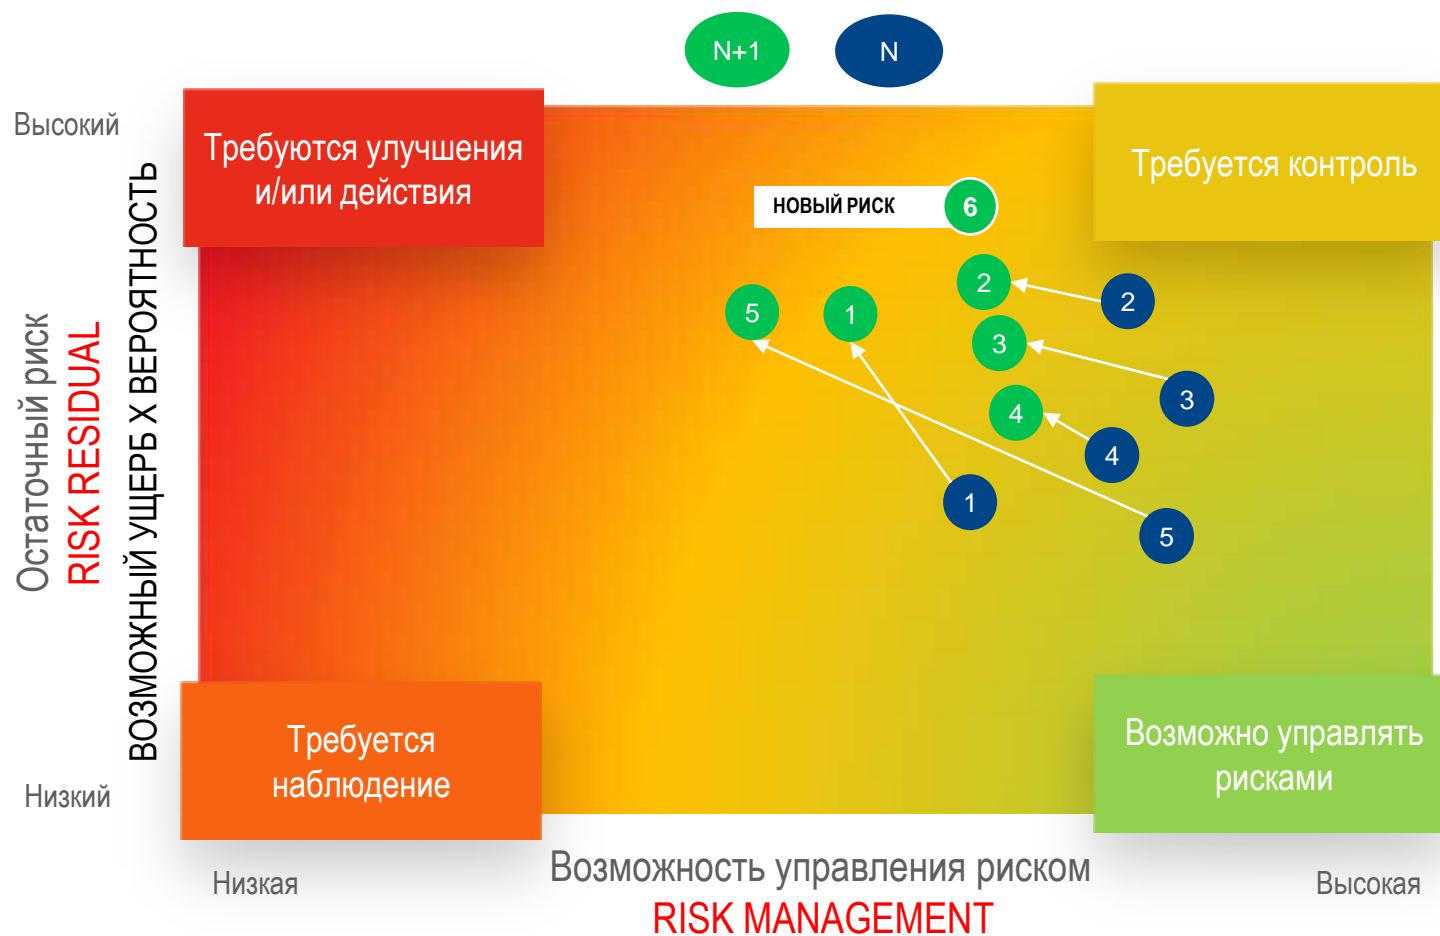 N+1
N
Высокий
Требуются улучшения
и/или действия
Требуется контроль
НОВЫЙ РИСК
6
2
2
5
1
3
3
4
4
1
5
Остаточный риск
RISK RESIDUAL
ВОЗМОЖНЫЙ УЩЕРБ X ВЕРОЯТНОСТЬ
Требуется
наблюдение
Возможно управлять
рисками
Низкий
Низкая
Возможность управления риском
RISK MANAGEMENT
Высокая